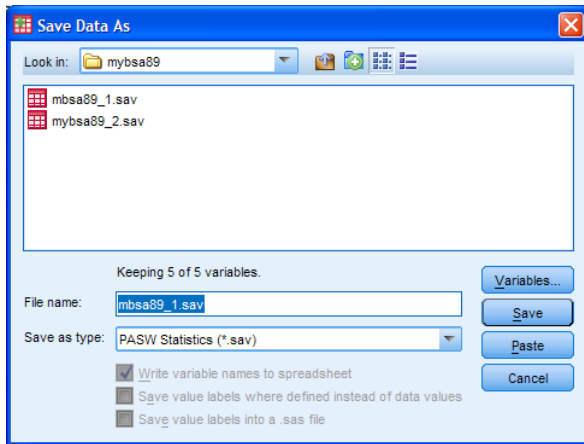 Save Data As
Look in: mybsa89
mbsa89_1.sav
mybsa89_2.sav
Keeping 5 of 5 variables.
Variables...
File name: mbsa89_1.sav
Save
Save as type: PASW Statistics (*.sav)
Paste
Write variable names to spreadsheet
Cancel
Save value labels where defined instead of data values
Save value labels into a .sas file